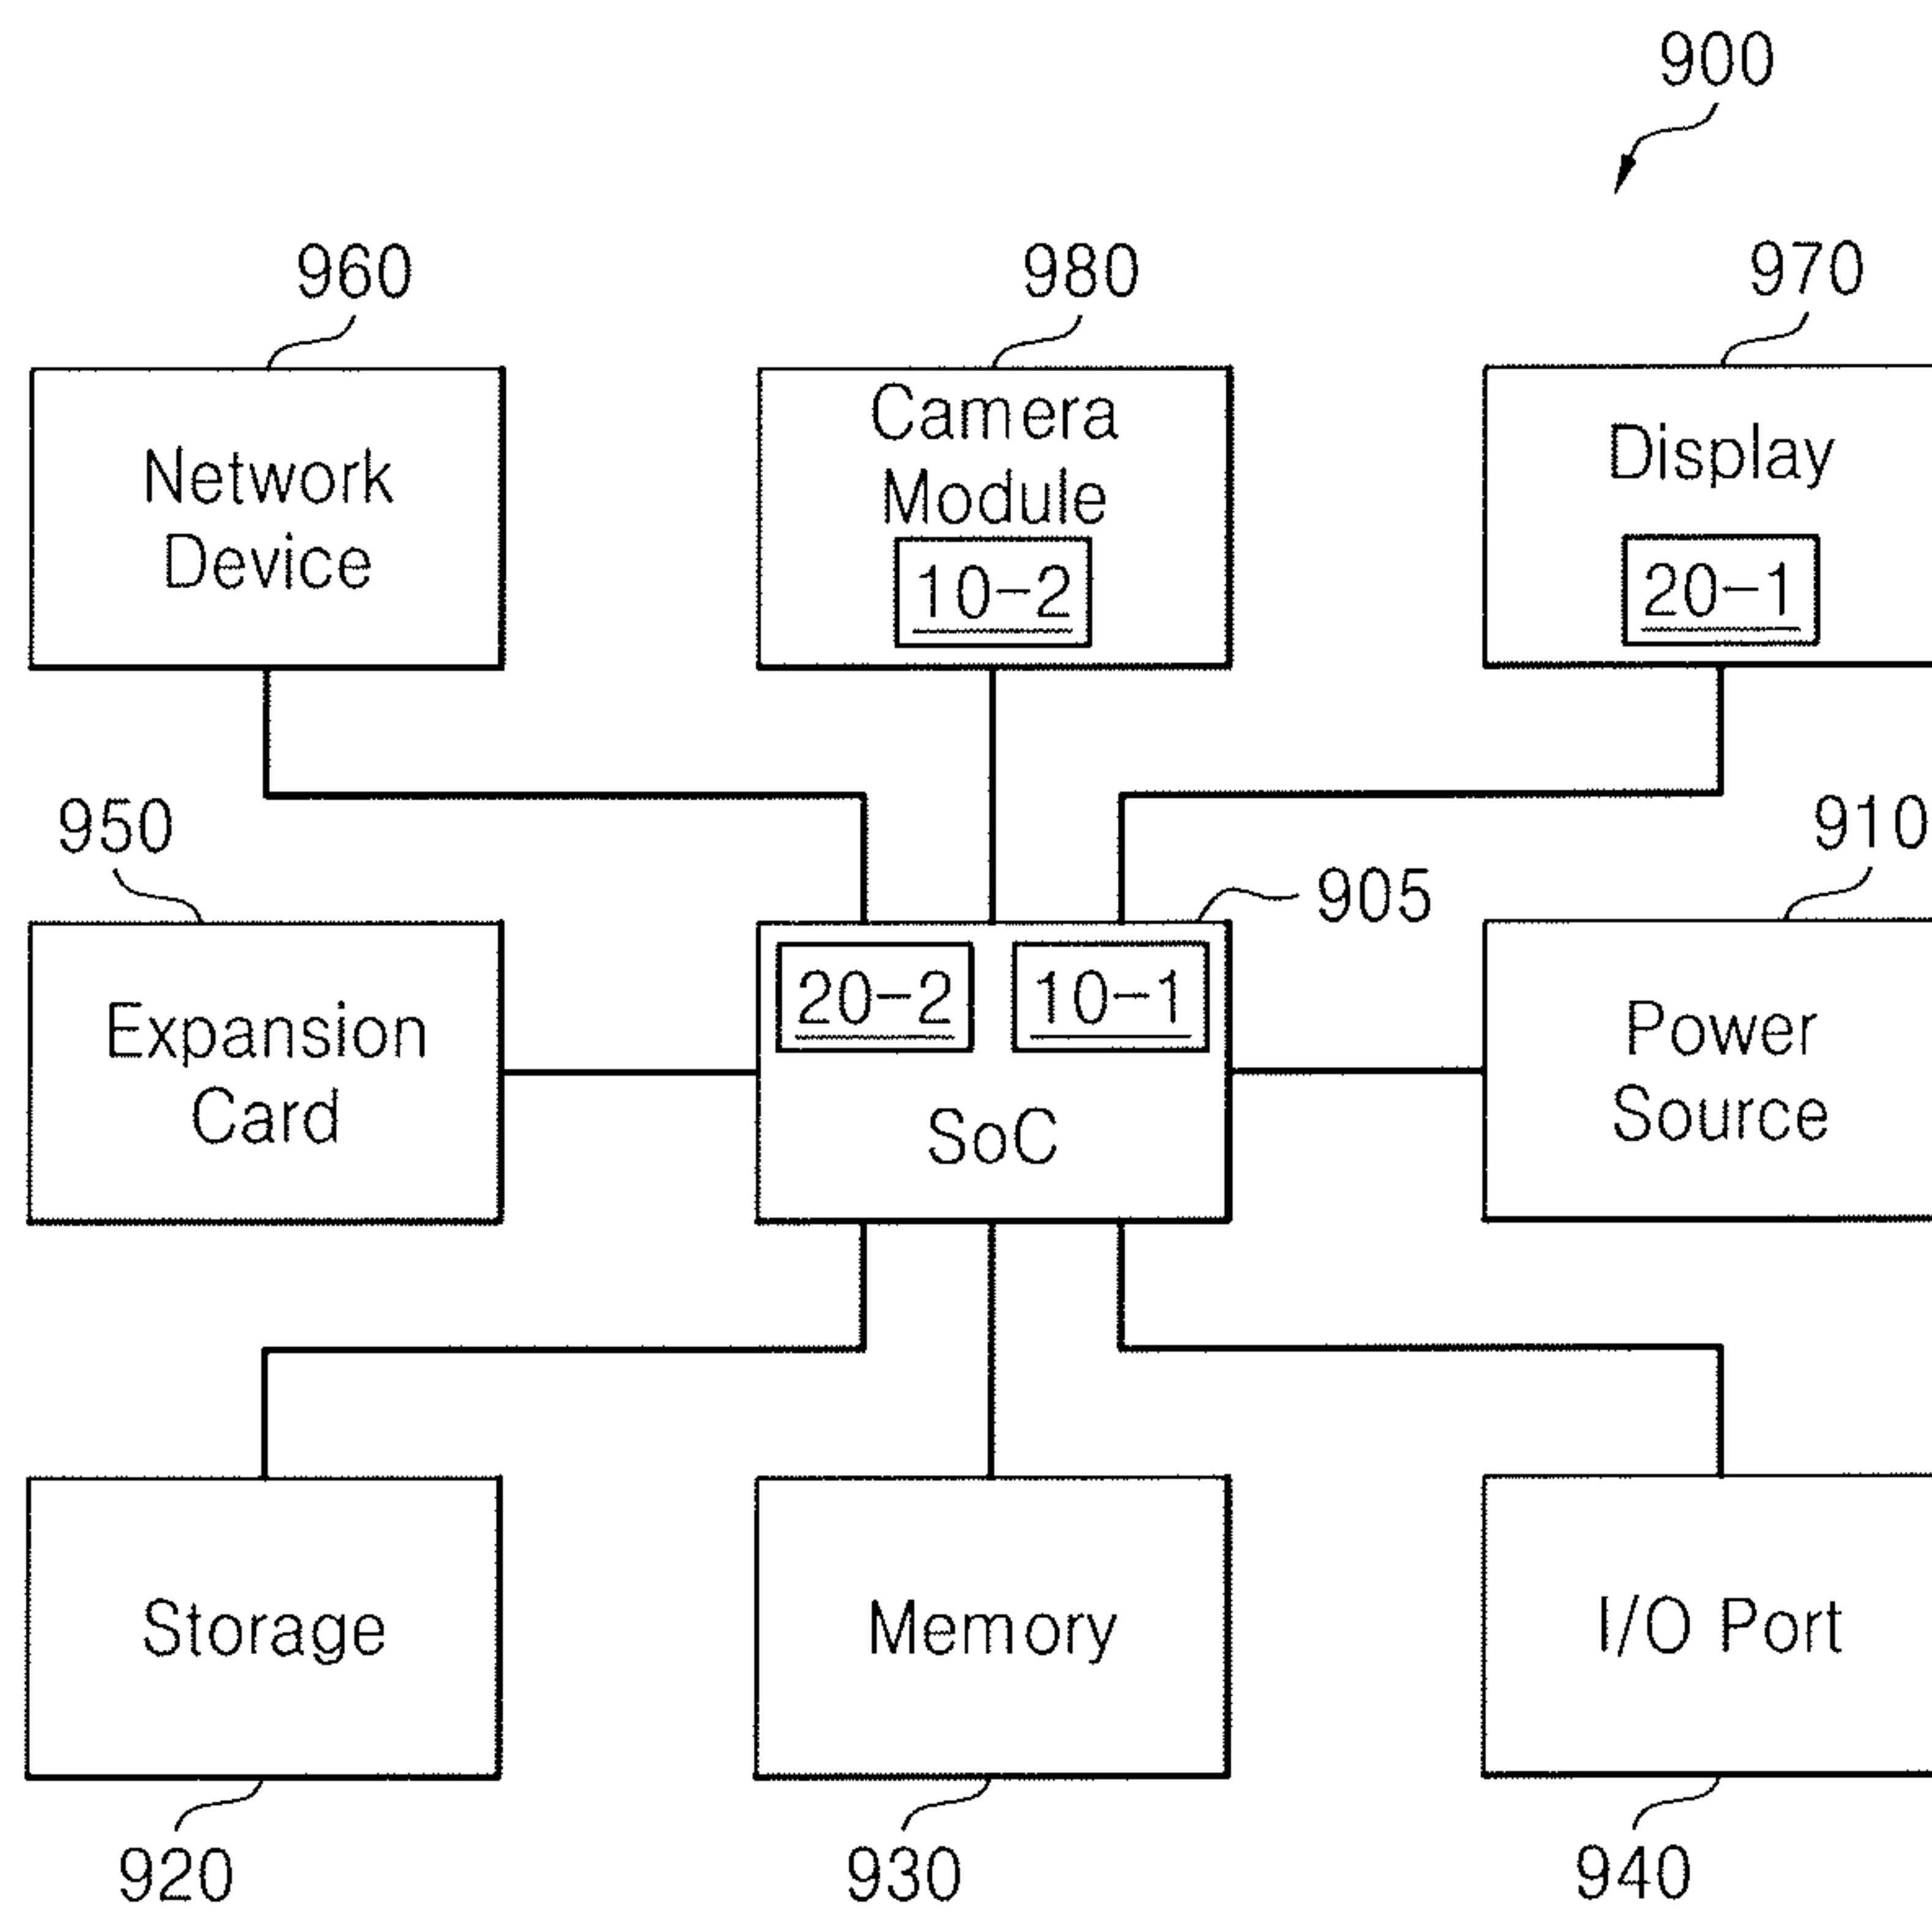 900
960
980
970
Network
Device
Camera
Module
10-2
Display
20-1
950
905
910
Expansion
Card
20-2
10-1
SoC
Power
Source
Storage
Memory
I/O Port
920
930
940